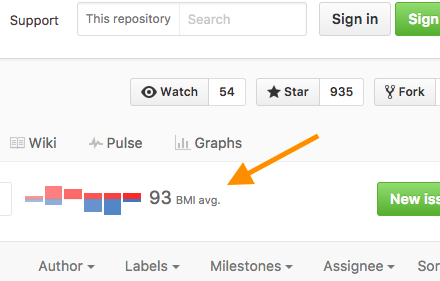 Support This repository Search Sign in Sign
Watch 54 Star 935 Fork
Wiki Pulse Graphs
93 BMI avg. New iss
Author Labels Milestones Assignee Sor